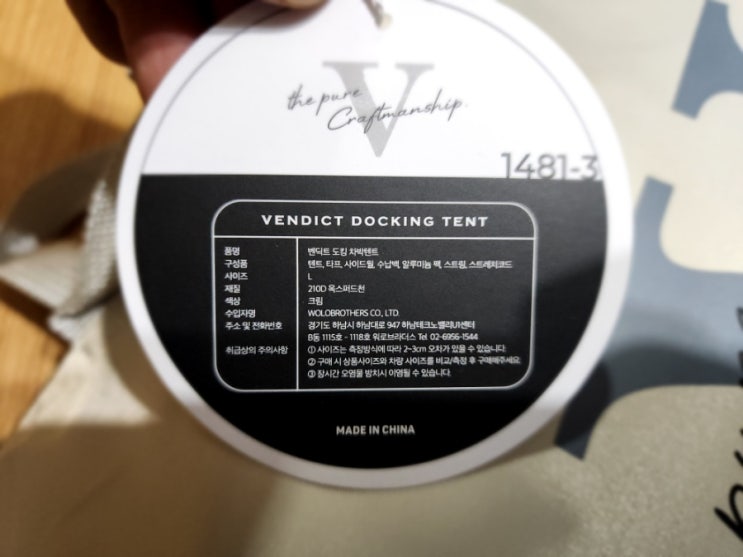 V
the pure
Craftmanship.
1481-3
VENDICT DOCKING TENT
품명 벤딕트 도킹 차박텐트
구성품 텐트, 타프, 사이드월, 수납백, 알루미늄 팩, 스트링, 스트레쳐코드
사이즈 L
재질 210D 옥스퍼드천
색상 크림
수입자명 WOLOBROTHERS CO., LTD.
주소 및 전화번호 경기도 하남시 하남대로 947 하남테크노밸리U1센터
B동 1115호 - 1118호 워로브라더스 Tel 02-6956-1544
취급상의 주의사항 ① 사이즈는 측정방식에 따라 2~3cm 오차가 있을 수 있습니다.
② 구매 시 상품사이즈와 차량 사이즈를 비교/측정 후 구매해주세요.
③ 장시간 오염물 방치시 이염될 수 있습니다.
MADE IN CHINA